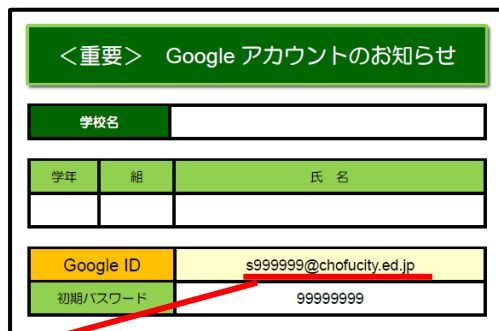 ＜重要＞　Google アカウントのお知らせ
学校名
学年　組　氏　名
Google ID　s999999@chofucity.ed.jp
初期パスワード　99999999